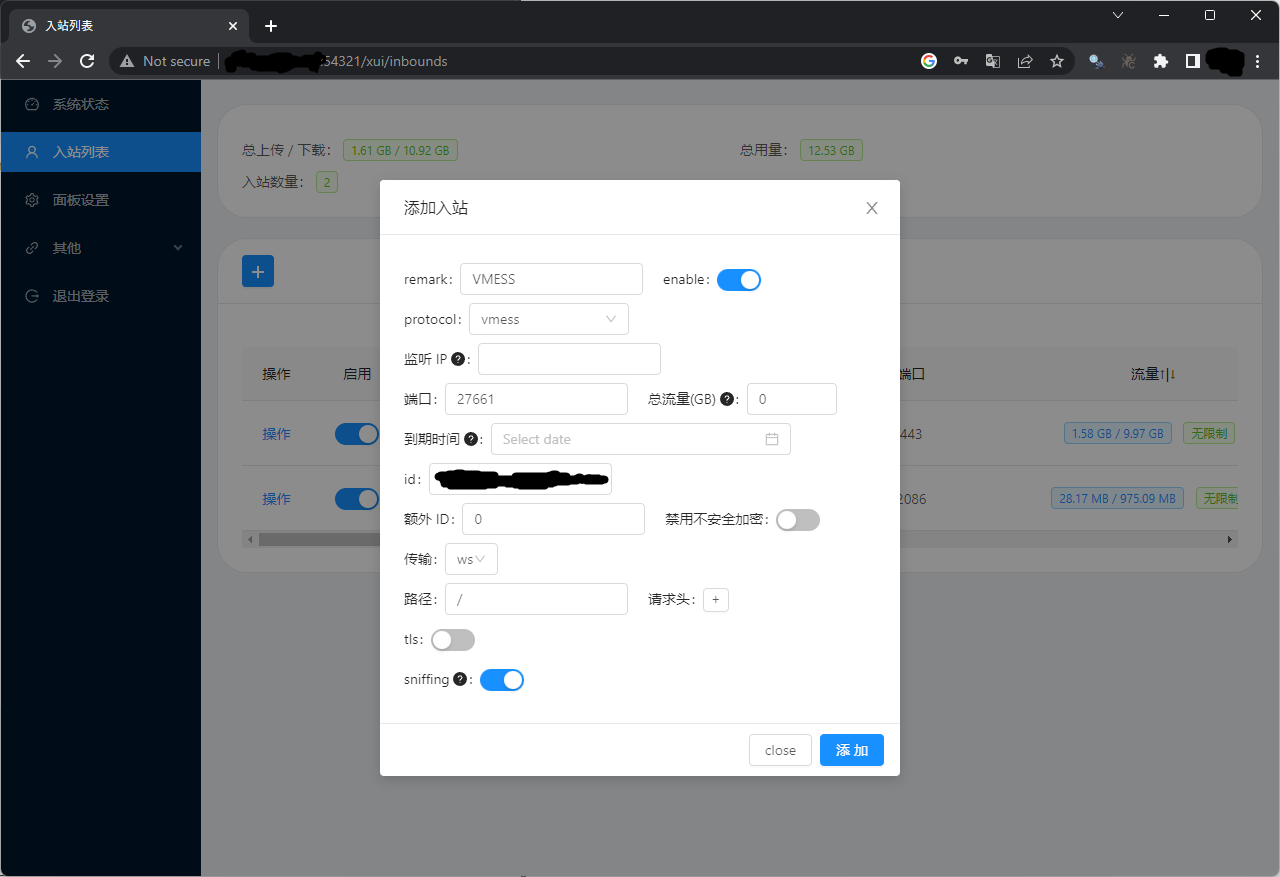 入站列表
Not secure
54321/xui/inbounds
系统状态
入站列表
面板设置
其他
退出登录
总上传 / 下载: 1.61 GB / 10.92 GB 总用量: 12.53 GB
入站数量: 2
+
操作 启用 端口 流量↑|↓
操作 443 1.58 GB / 9.97 GB 无限制
操作 2086 28.17 MB / 975.09 MB 无限制
添加入站
remark: VMESS enable:
protocol: vmess
监听 IP ? :
端口: 27661 总流量(GB) ? : 0
到期时间 ? : Select date
id:
额外 ID: 0 禁用不安全加密:
传输: ws
路径: / 请求头: +
tls:
sniffing ? :
close 添 加